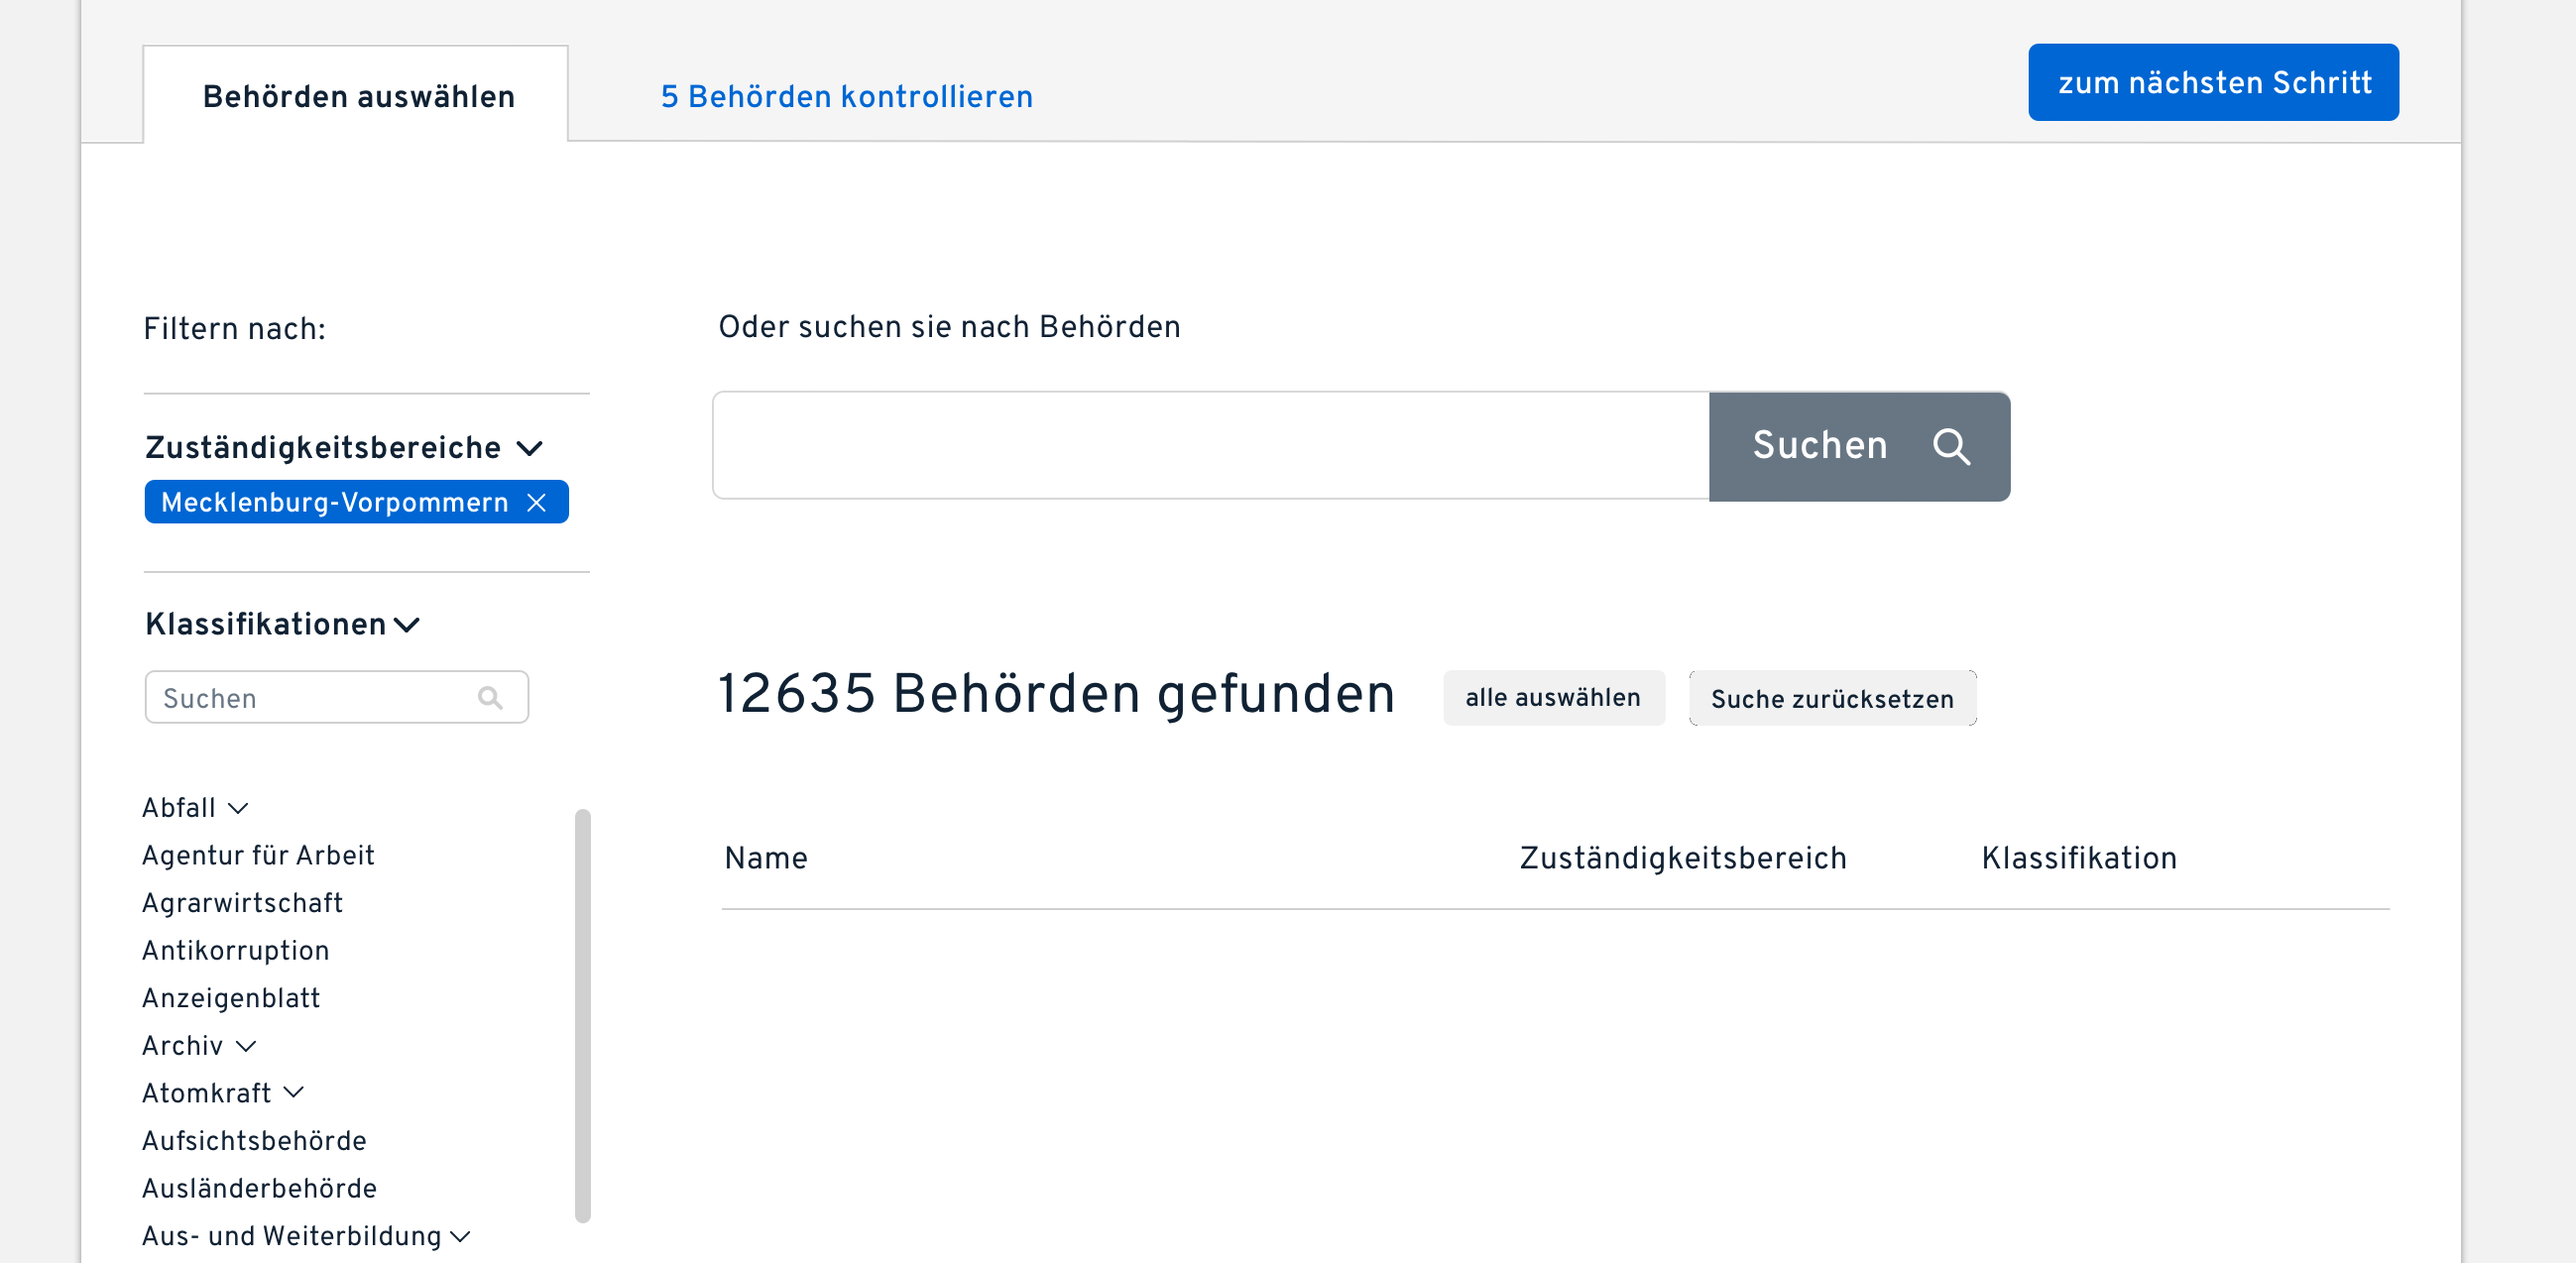 Behörden auswählen
5 Behörden kontrollieren
zum nächsten Schritt
Filtern nach:
Zuständigkeitsbereiche
Mecklenburg-Vorpommern
Klassifikationen
Suchen
Abfall
Agentur für Arbeit
Agrarwirtschaft
Antikorruption
Anzeigenblatt
Archiv
Atomkraft
Aufsichtsbehörde
Ausländerbehörde
Aus- und Weiterbildung
Oder suchen sie nach Behörden
Suchen
12635 Behörden gefunden
alle auswählen
Suche zurücksetzen
Name
Zuständigkeitsbereich
Klassifikation